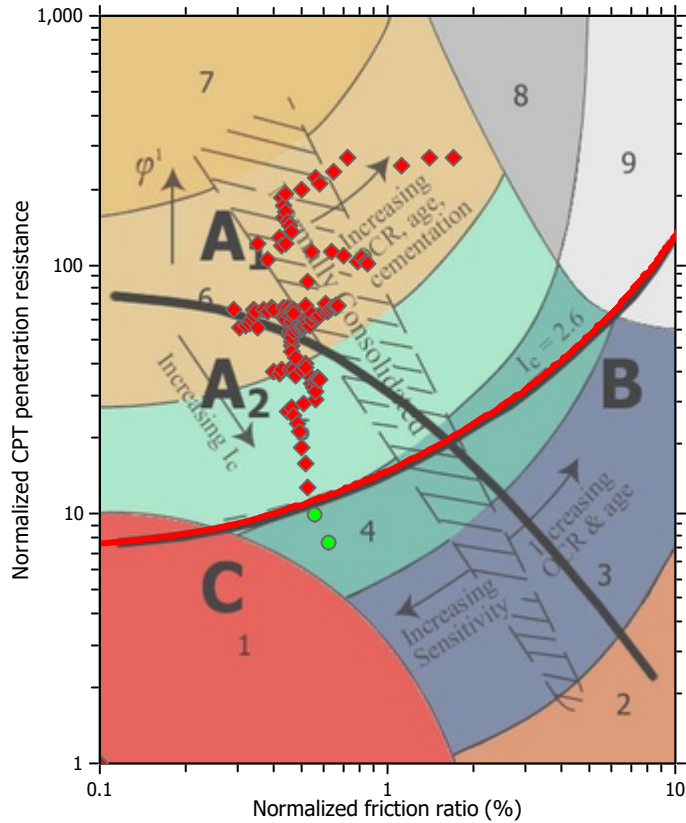 1,000
7
8
9
φ¹
A₁
Increasing
OCR, age,
cementation
100
6
Consolidated
A₂
Increasing Ic
Ic = 2.6
B
10
4
C
Increasing
OCR & age
3
Increasing
Sensitivity
1
2
1
0.1
1
10
Normalized CPT penetration resistance
Normalized friction ratio (%)